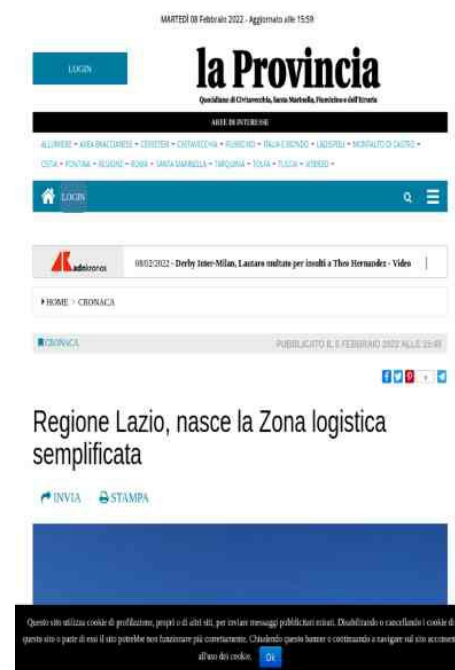 MARTEDÌ 08 Febbraio 2022 - Aggiornato alle 15:59
LOGIN
la Provincia
Quotidiano di Civitavecchia, Santa Marinella, Fiumicino e dell'Etruria
AREE DI INTERESSE
ALLUMIERE AREA BRACCIANESE CERVETERI CIVITAVECCHIA FIUMICINO ITALIA E MONDO LADISPOLI MONTALTO DI CASTRO
OSTIA PONTINA REGIONE ROMA SANTA MARINELLA TARQUINIA TOLFA TUSCIA VITERBO
LOGIN
adnkronos
08/02/2022 - Derby Inter-Milan, Lautaro multato per insulti a Theo Hernandez - Video
HOME > CRONACA
CRONACA
PUBBLICATO IL FEBBRAIO 2022 ALLE
Regione Lazio, nasce la Zona logistica
semplificata
INVIA STAMPA
Questo sito utilizza cookie di profilazione, propri o di altri siti, per inviare messaggi pubblicitari mirati. Disabilitando o cancellando i cookie di
questo sito o parte di essi il sito potrebbe non funzionare più correttamente. Chiudendo questo banner o continuando a navigare sul sito acconsen
all'uso dei cookie. Ok